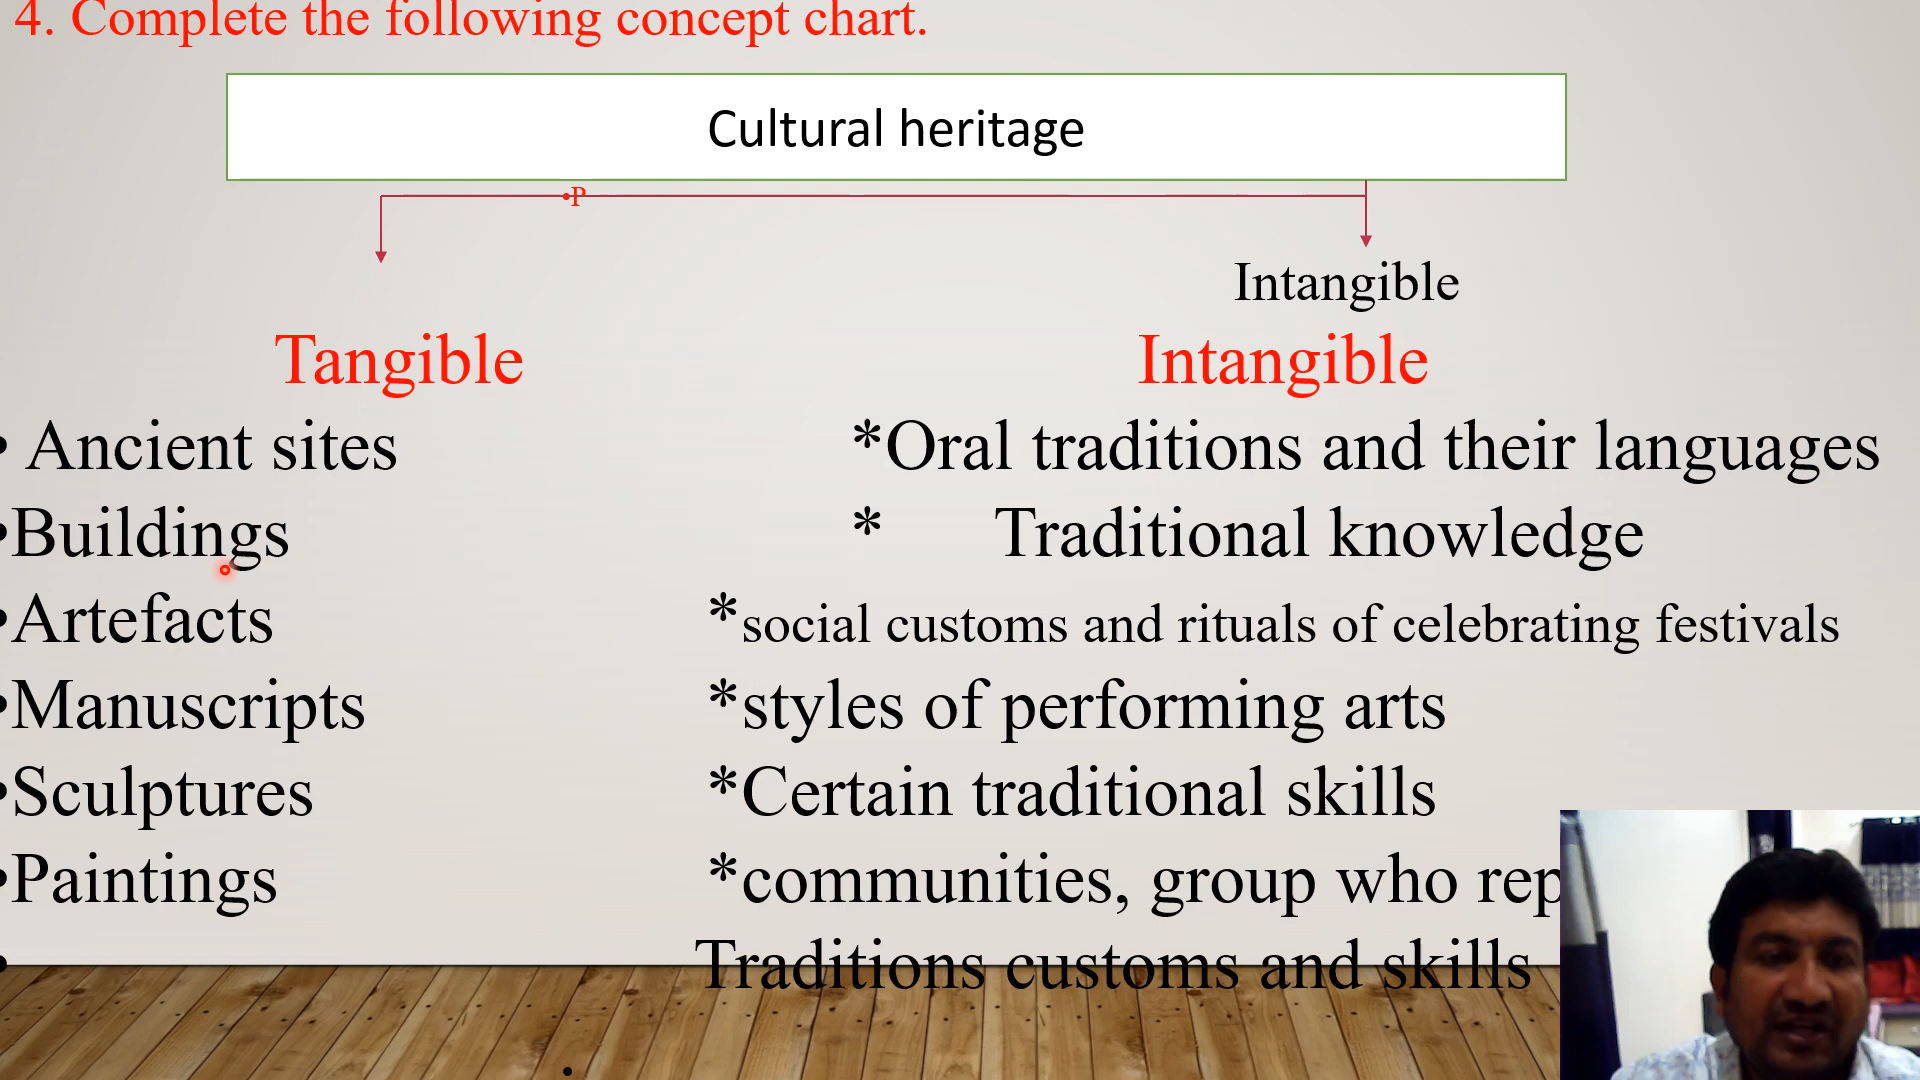 4. Complete the following concept chart.
Cultural heritage
•P
Intangible
Tangible Intangible
• Ancient sites *Oral traditions and their languages
•Buildings * Traditional knowledge
•Artefacts *social customs and rituals of celebrating festivals
•Manuscripts *styles of performing arts
•Sculptures *Certain traditional skills
•Paintings *communities, group who
• Traditions customs and skills
•